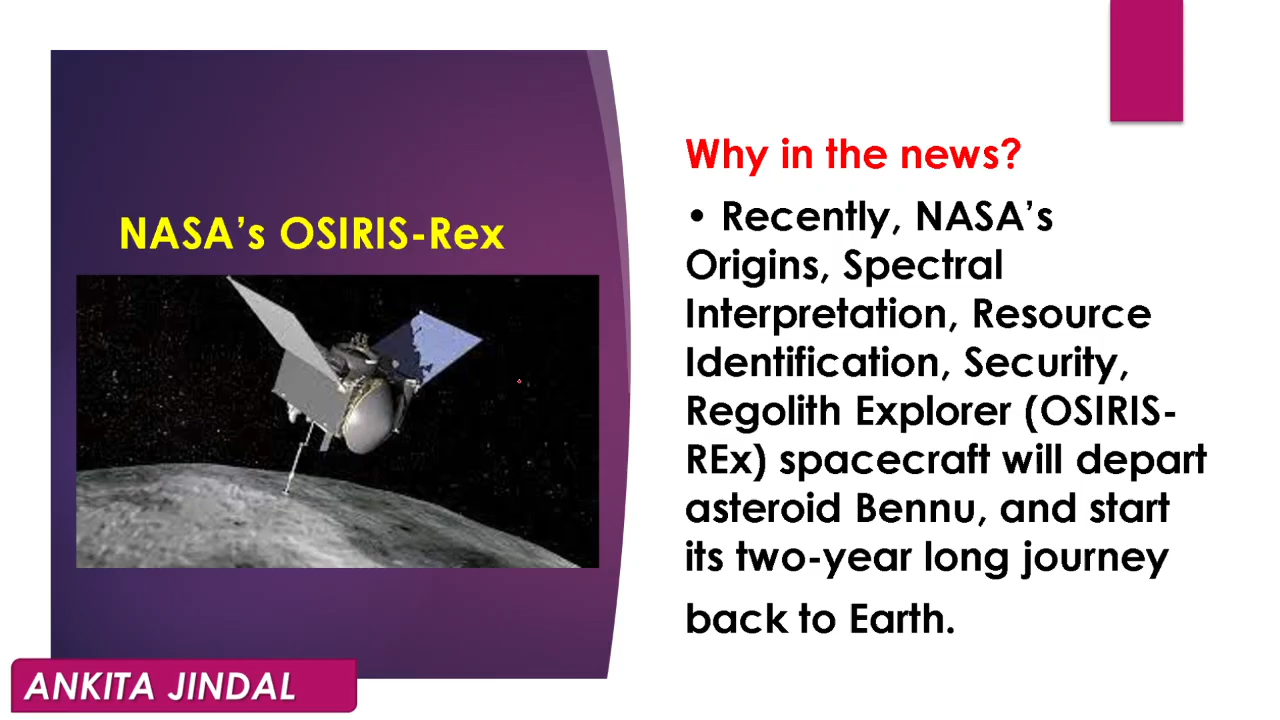 NASA's OSIRIS-Rex
Why in the news?
• Recently, NASA's
Origins, Spectral
Interpretation, Resource
Identification, Security,
Regolith Explorer (OSIRIS-
REx) spacecraft will depart
asteroid Bennu, and start
its two-year long journey
back to Earth.
ANKITA JINDAL